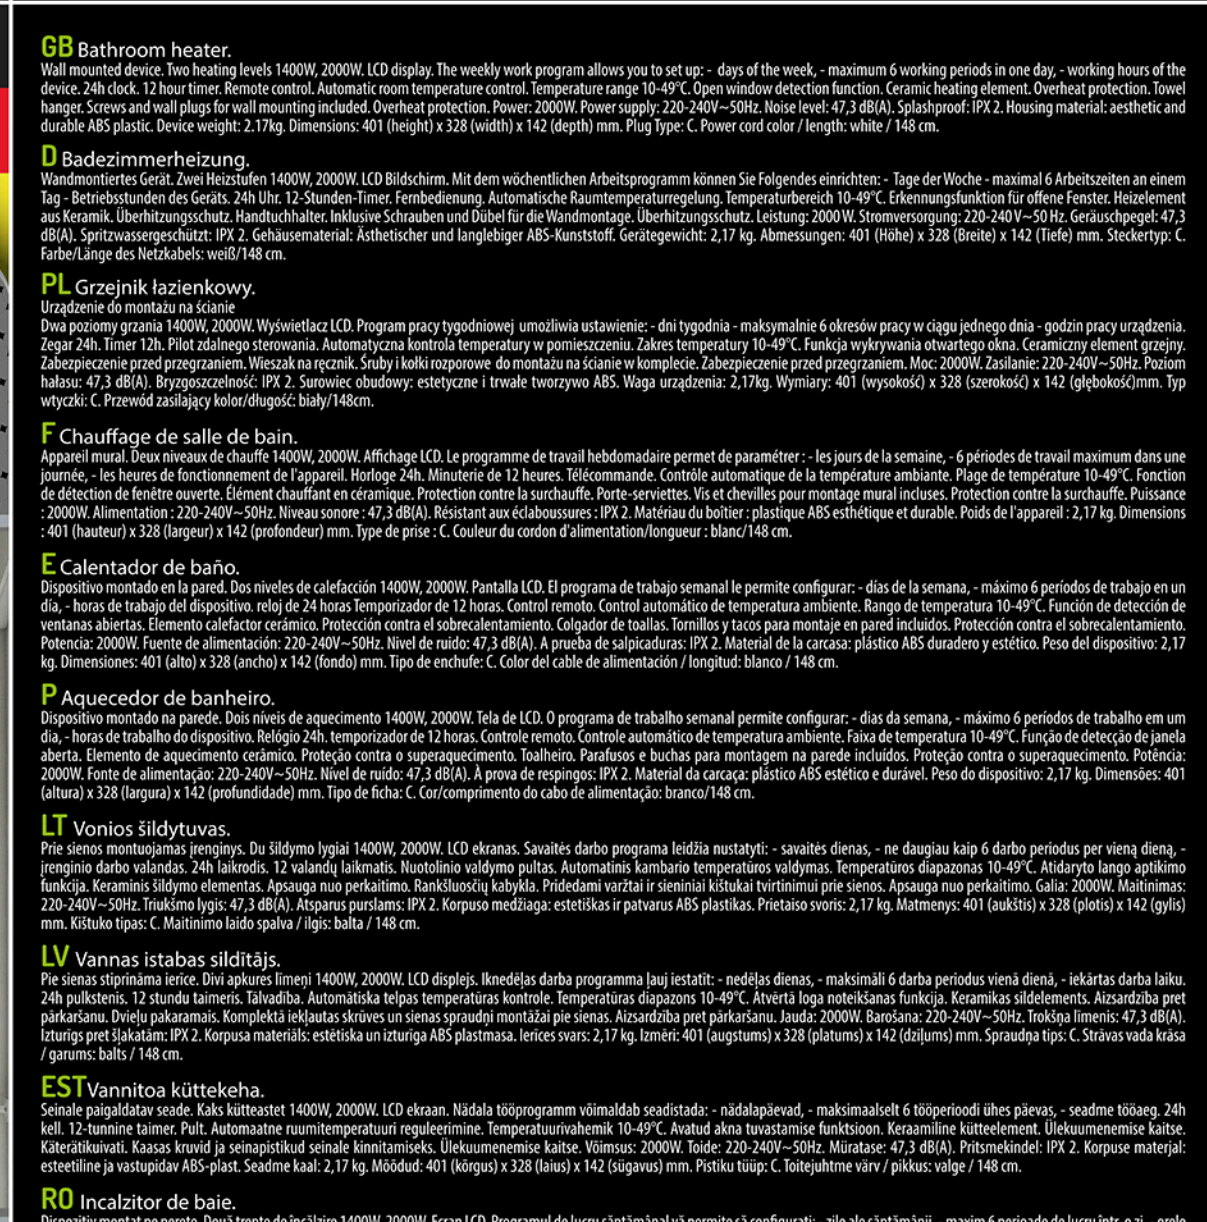 GB Bathroom heater.
Wall mounted device. Two heating levels 1400W, 2000W. LCD display. The weekly work program allows you to set up: - days of the week, - maximum 6 working periods in one day, - working hours of the
device. 24h clock. 12 hour timer. Remote control. Automatic room temperature control. Temperature range 10-49°C. Open window detection function. Ceramic heating element. Overheat protection. Towel
hanger. Screws and wall plugs for wall mounting included. Overheat protection. Power: 2000W. Power supply: 220-240V~50Hz. Noise level: 47,3 dB(A). Splashproof: IPX 2. Housing material: aesthetic and
durable ABS plastic. Device weight: 2.17kg. Dimensions: 401 (height) x 328 (width) x 142 (depth) mm. Plug Type: C. Power cord color / length: white / 148 cm.
D Badezimmerheizung.
Wandmontiertes Gerät. Zwei Heizstufen 1400W, 2000W. LCD Bildschirm. Mit dem wöchentlichen Arbeitsprogramm können Sie Folgendes einrichten: - Tage der Woche - maximal 6 Arbeitszeiten an einem
Tag - Betriebsstunden des Geräts. 24h Uhr. 12-Stunden-Timer. Fernbedienung. Automatische Raumtemperaturregelung. Temperaturbereich 10-49°C. Erkennungsfunktion für offene Fenster. Heizelement
aus Keramik. Überhitzungsschutz. Handtuchhalter. Inklusive Schrauben und Dübel für die Wandmontage. Überhitzungsschutz. Leistung: 2000 W. Stromversorgung: 220-240 V~50 Hz. Geräuschpegel: 47,3
dB(A). Spritzwassergeschützt: IPX 2. Gehäusematerial: Ästhetischer und langlebiger ABS-Kunststoff. Gerätegewicht: 2,17 kg. Abmessungen: 401 (Höhe) x 328 (Breite) x 142 (Tiefe) mm. Steckertyp: C.
Farbe/Länge des Netzkabels: weiß/148 cm.
PL Grzejnik łazienkowy.
Urządzenie do montażu na ścianie
Dwa poziomy grzania 1400W, 2000W. Wyświetlacz LCD. Program pracy tygodniowej umożliwia ustawienie: - dni tygodnia - maksymalnie 6 okresów pracy w ciągu jednego dnia - godzin pracy urządzenia.
Zegar 24h. Timer 12h. Pilot zdalnego sterowania. Automatyczna kontrola temperatury w pomieszczeniu. Zakres temperatury 10-49°C. Funkcja wykrywania otwartego okna. Ceramiczny element grzejny.
Zabezpieczenie przed przegrzaniem. Wieszak na ręcznik. Śruby i kołki rozporowe do montażu na ścianie w komplecie. Zabezpieczenie przed przegrzaniem. Moc: 2000W. Zasilanie: 220-240V~50Hz. Poziom
hałasu: 47,3 dB(A). Bryzgoszczelność: IPX 2. Surowiec obudowy: estetyczne i trwałe tworzywo ABS. Waga urządzenia: 2,17kg. Wymiary: 401 (wysokość) x 328 (szerokość) x 142 (głębokość)mm. Typ
wtyczki: C. Przewód zasilający kolor/długość: biały/148cm.
F Chauffage de salle de bain.
Appareil mural. Deux niveaux de chauffe 1400W, 2000W. Affichage LCD. Le programme de travail hebdomadaire permet de paramétrer : - les jours de la semaine, - 6 périodes de travail maximum dans une
journée, - les heures de fonctionnement de l'appareil. Horloge 24h. Minuterie de 12 heures. Télécommande. Contrôle automatique de la température ambiante. Plage de température 10-49°C. Fonction
de détection de fenêtre ouverte. Élément chauffant en céramique. Protection contre la surchauffe. Porte-serviettes. Vis et chevilles pour montage mural incluses. Protection contre la surchauffe. Puissance
: 2000W. Alimentation : 220-240V~50Hz. Niveau sonore : 47,3 dB(A). Résistant aux éclaboussures : IPX 2. Matériau du boîtier : plastique ABS esthétique et durable. Poids de l'appareil : 2,17 kg. Dimensions
: 401 (hauteur) x 328 (largeur) x 142 (profondeur) mm. Type de prise : C. Couleur du cordon d'alimentation/longueur : blanc/148 cm.
E Calentador de baño.
Dispositivo montado en la pared. Dos niveles de calefacción 1400W, 2000W. Pantalla LCD. El programa de trabajo semanal le permite configurar: - días de la semana, - máximo 6 períodos de trabajo en un
día, - horas de trabajo del dispositivo. reloj de 24 horas Temporizador de 12 horas. Control remoto. Control automático de temperatura ambiente. Rango de temperatura 10-49°C. Función de detección de
ventanas abiertas. Elemento calefactor cerámico. Protección contra el sobrecalentamiento. Colgador de toallas. Tornillos y tacos para montaje en pared incluidos. Protección contra el sobrecalentamiento.
Potencia: 2000W. Fuente de alimentación: 220-240V~50Hz. Nivel de ruido: 47,3 dB(A). A prueba de salpicaduras: IPX 2. Material de la carcasa: plástico ABS duradero y estético. Peso del dispositivo: 2,17
kg. Dimensiones: 401 (alto) x 328 (ancho) x 142 (fondo) mm. Tipo de enchufe: C. Color del cable de alimentación / longitud: blanco / 148 cm.
P Aquecedor de banheiro.
Dispositivo montado na parede. Dois níveis de aquecimento 1400W, 2000W. Tela de LCD. O programa de trabalho semanal permite configurar: - dias da semana, - máximo 6 períodos de trabalho em um
dia, - horas de trabalho do dispositivo. Relógio 24h. temporizador de 12 horas. Controle remoto. Controle automático de temperatura ambiente. Faixa de temperatura 10-49°C. Função de detecção de janela
aberta. Elemento de aquecimento cerâmico. Proteção contra o superaquecimento. Toalheiro. Parafusos e buchas para montagem na parede incluídos. Proteção contra o superaquecimento. Potência:
2000W. Fonte de alimentação: 220-240V~50Hz. Nível de ruído: 47,3 dB(A). À prova de respingos: IPX 2. Material da carcaça: plástico ABS estético e durável. Peso do dispositivo: 2,17 kg. Dimensões: 401
(altura) x 328 (largura) x 142 (profundidade) mm. Tipo de ficha: C. Cor/comprimento do cabo de alimentação: branco/148 cm.
LT Vonios šildytuvas.
Prie sienos montuojamas įrenginys. Du šildymo lygiai 1400W, 2000W. LCD ekranas. Savaitės darbo programa leidžia nustatyti: - savaitės dienas, - ne daugiau kaip 6 darbo periodus per vieną dieną, -
įrenginio darbo valandas. 24h laikrodis. 12 valandų laikmatis. Nuotolinio valdymo pultas. Automatinis kambario temperatūros valdymas. Temperatūros diapazonas 10-49°C. Atidaryto lango aptikimo
funkcija. Keraminis šildymo elementas. Apsauga nuo perkaitimo. Rankšluosčių kabykla. Pridedami varžtai ir sieniniai kištukai tvirtinimui prie sienos. Apsauga nuo perkaitimo. Galia: 2000W. Maitinimas:
220-240V~50Hz. Triukšmo lygis: 47,3 dB(A). Atsparus purslams: IPX 2. Korpuso medžiaga: estetiškas ir patvarus ABS plastikas. Prietaiso svoris: 2,17 kg. Matmenys: 401 (aukštis) x 328 (plotis) x 142 (gylis)
mm. Kištuko tipas: C. Maitinimo laido spalva / ilgis: balta / 148 cm.
LV Vannas istabas sildītājs.
Pie sienas stiprināma ierīce. Divi apkures līmeņi 1400W, 2000W. LCD displejs. Iknedēļas darba programma ļauj iestatīt: - nedēļas dienas, - maksimāli 6 darba periodus vienā dienā, - iekārtas darba laiku.
24h pulkstenis. 12 stundu taimeris. Tālvadība. Automātiska telpas temperatūras kontrole. Temperatūras diapazons 10-49°C. Atvērtā loga noteikšanas funkcija. Keramikas sildelements. Aizsardzība pret
pārkaršanu. Dvieļu pakaramais. Komplektā iekļautas skrūves un sienas spraudņi montāžai pie sienas. Aizsardzība pret pārkaršanu. Jauda: 2000W. Barošana: 220-240V~50Hz. Trokšņa līmenis: 47,3 dB(A).
Izturīgs pret šļakatām: IPX 2. Korpusa materiāls: estētiska un izturīga ABS plastmasa. Ierīces svars: 2,17 kg. Izmēri: 401 (augstums) x 328 (platums) x 142 (dziļums) mm. Spraudņa tips: C. Strāvas vada krāsa
/ garums: balts / 148 cm.
EST Vannitoa küttekeha.
Seinale paigaldatav seade. Kaks kütteastet 1400W, 2000W. LCD ekraan. Nädala tööprogramm võimaldab seadistada: - nädalapäevad, - maksimaalselt 6 tööperioodi ühes päevas, - seadme tööaeg. 24h
kell. 12-tunnine taimer. Pult. Automaatne ruumitemperatuuri reguleerimine. Temperatuurivahemik 10-49°C. Avatud akna tuvastamise funktsioon. Keraamiline kütteelement. Ülekuumenemise kaitse.
Käterätikuivati. Kaasas kruvid ja seinapistikud seinale kinnitamiseks. Ülekuumenemise kaitse. Võimsus: 2000W. Toide: 220-240V~50Hz. Müratase: 47,3 dB(A). Pritsmekindel: IPX 2. Korpuse materjal:
esteetiline ja vastupidav ABS-plast. Seadme kaal: 2,17 kg. Mõõdud: 401 (kõrgus) x 328 (laius) x 142 (sügavus) mm. Pistiku tüüp: C. Toitejuhtme värv / pikkus: valge / 148 cm.
RO Incalzitor de baie.
Dispozitiv montat pe perete. Două trepte de încălzire 1400W, 2000W. Ecran LCD. Programul de lucru săptămânal vă permite să configurați: - zile ale săptămânii, - maxim 6 perioade de lucru într-o zi, - orele